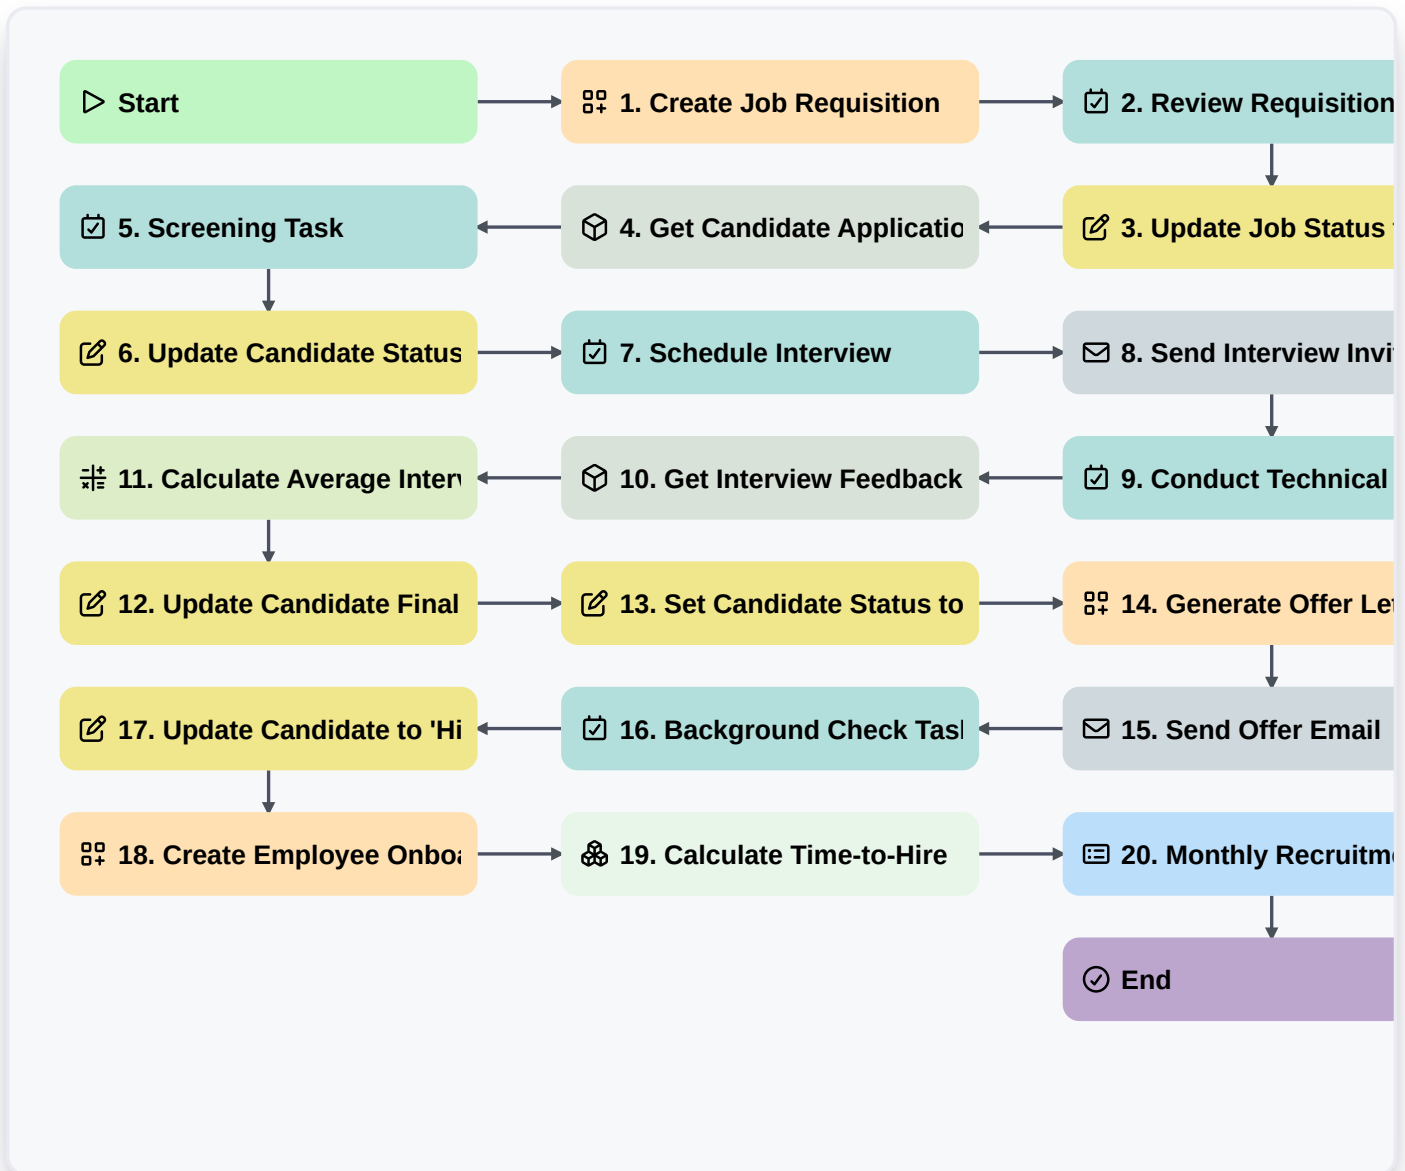 Start
1. Create Job Requisition
2. Review Requisition
5. Screening Task
4. Get Candidate Applicatio
3. Update Job Status
6. Update Candidate Status
7. Schedule Interview
8. Send Interview Invi
11. Calculate Average Interv
10. Get Interview Feedback
9. Conduct Technical
12. Update Candidate Final
13. Set Candidate Status to
14. Generate Offer Let
17. Update Candidate to 'Hi
16. Background Check Task
15. Send Offer Email
18. Create Employee Onboa
19. Calculate Time-to-Hire
20. Monthly Recruitme
End